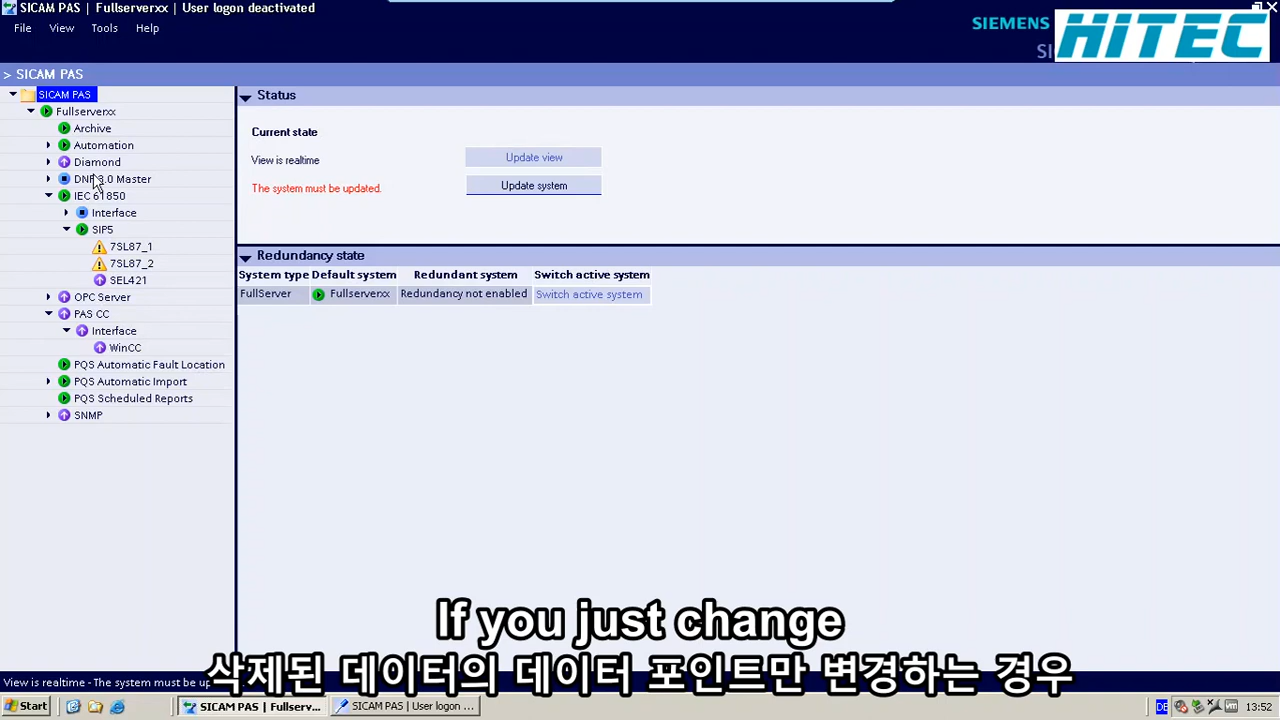 SICAM PAS | Fullserverxx | User logon deactivated
File View Tools Help
SIEMENS
SI
HITEC
> SICAM PAS
SICAM PAS
Fullserverxx
Archive
Automation
Diamond
DNP 3.0 Master
IEC 61850
Interface
SIP5
7SL87_1
7SL87_2
SEL421
OPC Server
PAS CC
Interface
WinCC
PQS Automatic Fault Location
PQS Automatic Import
PQS Scheduled Reports
SNMP
Status
Current state
View is realtime Update view
The system must be updated. Update system
Redundancy state
System type Default system Redundant system Switch active system
FullServer Fullserverxx Redundancy not enabled Switch active system
If you just change
삭제된 데이터의 데이터 포인트만 변경하는 경우
View is realtime - The system must be up
Start SICAM PAS | Fullserv... SICAM PAS | User logon ... DE 13:52